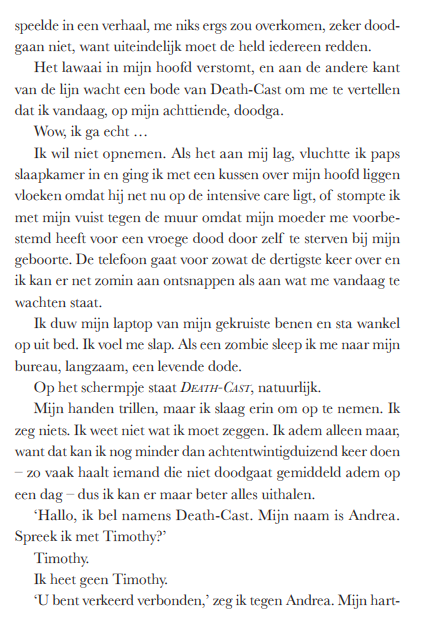 speelde in een verhaal, me niks ergs zou overkomen, zeker dood-
gaan niet, want uiteindelijk moet de held iedereen redden.
Het lawaai in mijn hoofd verstomt, en aan de andere kant
van de lijn wacht een bode van Death-Cast om me te vertellen
dat ik vandaag, op mijn achttiende, doodga.
Wow, ik ga echt …
Ik wil niet opnemen. Als het aan mij lag, vluchtte ik paps
slaapkamer in en ging ik met een kussen over mijn hoofd liggen
vloeken omdat hij net nu op de intensive care ligt, of stompte ik
met mijn vuist tegen de muur omdat mijn moeder me voorbe-
stemd heeft voor een vroege dood door zelf te sterven bij mijn
geboorte. De telefoon gaat voor zowat de dertigste keer over en
ik kan er net zomin aan ontsnappen als aan wat me vandaag te
wachten staat.
Ik duw mijn laptop van mijn gekruiste benen en sta wankel
op uit bed. Ik voel me slap. Als een zombie sleep ik me naar mijn
bureau, langzaam, een levende dode.
Op het schermpje staat DEATH-CAST, natuurlijk.
Mijn handen trillen, maar ik slaag erin om op te nemen. Ik
zeg niets. Ik weet niet wat ik moet zeggen. Ik adem alleen maar,
want dat kan ik nog minder dan achtentwintigduizend keer doen
– zo vaak haalt iemand die niet doodgaat gemiddeld adem op
een dag – dus ik kan er maar beter alles uithalen.
‘Hallo, ik bel namens Death-Cast. Mijn naam is Andrea.
Spreek ik met Timothy?’
Timothy.
Ik heet geen Timothy.
‘U bent verkeerd verbonden,’ zeg ik tegen Andrea. Mijn hart-